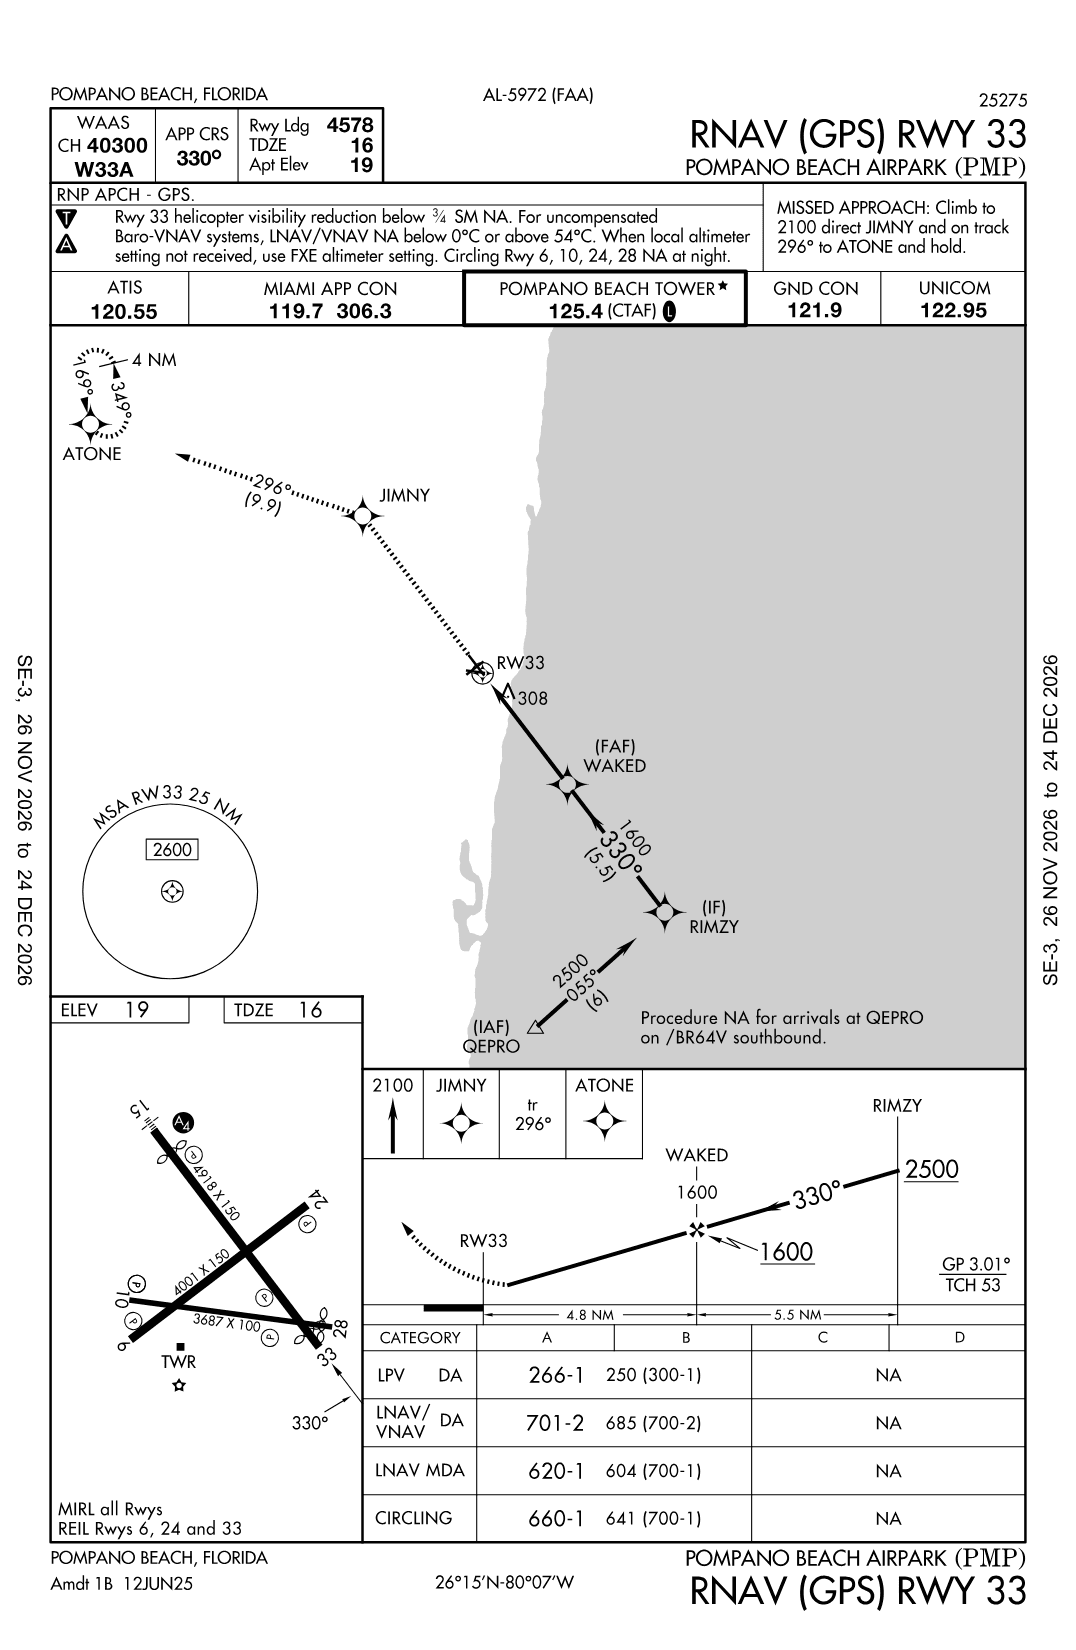 POMPANO BEACH, FLORIDA
AL-5972 (FAA)
25275
WAAS
CH 40300
W33A
APP CRS
330°
Rwy Ldg 4578
TDZE 16
Apt Elev 19
RNAV (GPS) RWY 33
POMPANO BEACH AIRPARK (PMP)
RNP APCH - GPS.
T
A
Rwy 33 helicopter visibility reduction below ¾ SM NA. For uncompensated
Baro-VNAV systems, LNAV/VNAV NA below 0°C or above 54°C. When local altimeter
setting not received, use FXE altimeter setting. Circling Rwy 6, 10, 24, 28 NA at night.
MISSED APPROACH: Climb to
2100 direct JIMNY and on track
296° to ATONE and hold.
ATIS
120.55
MIAMI APP CON
119.7 306.3
POMPANO BEACH TOWER★
125.4 (CTAF) L
GND CON
121.9
UNICOM
122.95
4 NM
169°
349°
ATONE
296°
(9.9)
JIMNY
RW33
308
(FAF)
WAKED
1600
330°
(5.5)
(IF)
RIMZY
2500
055°
(6)
(IAF)
QEPRO
Procedure NA for arrivals at QEPRO
on /BR64V southbound.
MSA RW33 25 NM
2600
SE-3, 26 NOV 2026 to 24 DEC 2026
SE-3, 26 NOV 2026 to 24 DEC 2026
ELEV 19
TDZE 16
15
A4
P
4918 X 150
24
P
4001 X 150
P
10
P
P
3687 X 100
P
28
6
33
TWR
330°
MIRL all Rwys
REIL Rwys 6, 24 and 33
2100
JIMNY
tr
296°
ATONE
RIMZY
WAKED
1600
2500
330°
RW33
1600
GP 3.01°
TCH 53
4.8 NM
5.5 NM
CATEGORY A B C D
LPV DA 266-1 250 (300-1) NA
LNAV/
VNAV DA 701-2 685 (700-2) NA
LNAV MDA 620-1 604 (700-1) NA
CIRCLING 660-1 641 (700-1) NA
POMPANO BEACH, FLORIDA
Amdt 1B 12JUN25
26°15'N-80°07'W
POMPANO BEACH AIRPARK (PMP)
RNAV (GPS) RWY 33